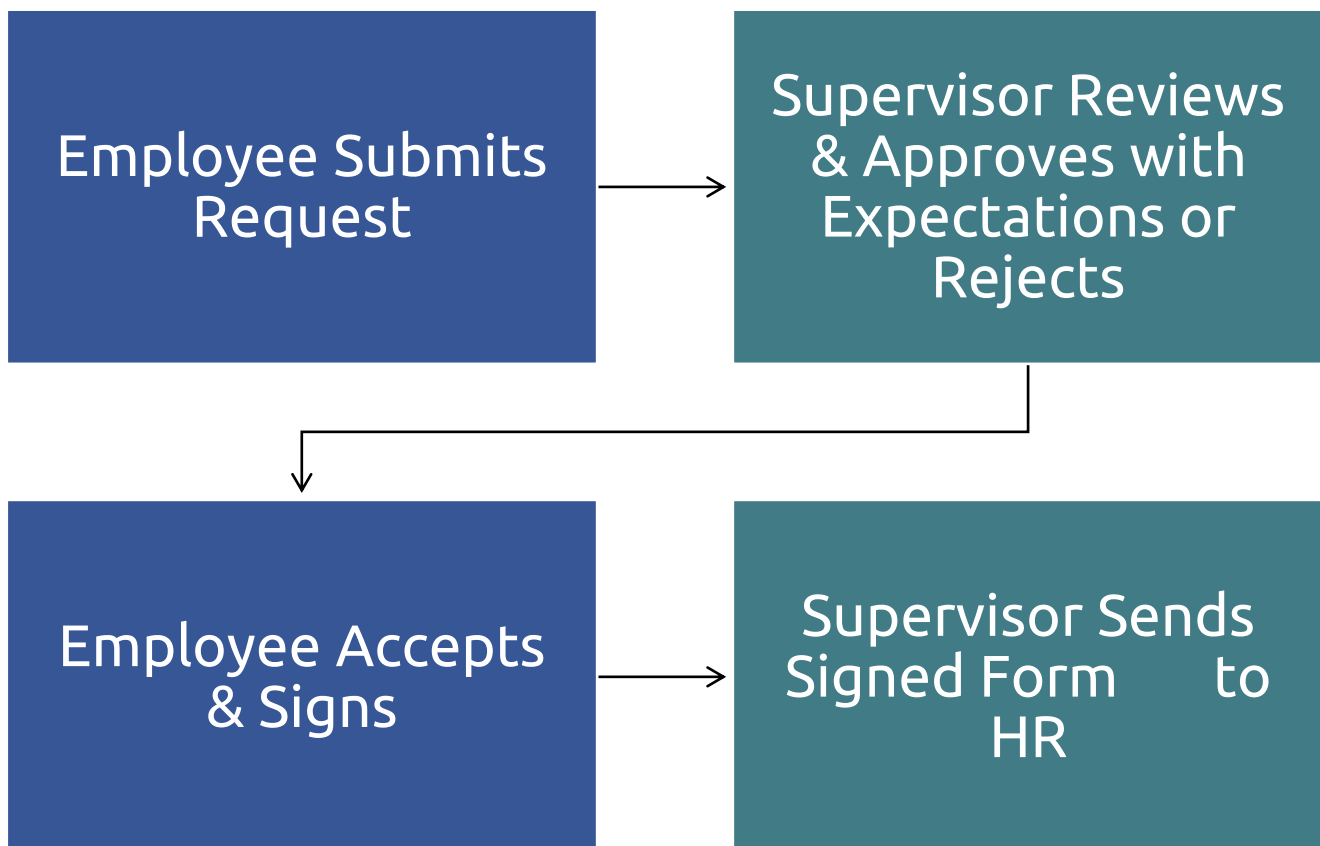 Employee Submits
Request
Supervisor Reviews
& Approves with
Expectations or
Rejects
Employee Accepts
& Signs
Supervisor Sends
Signed Form to
HR